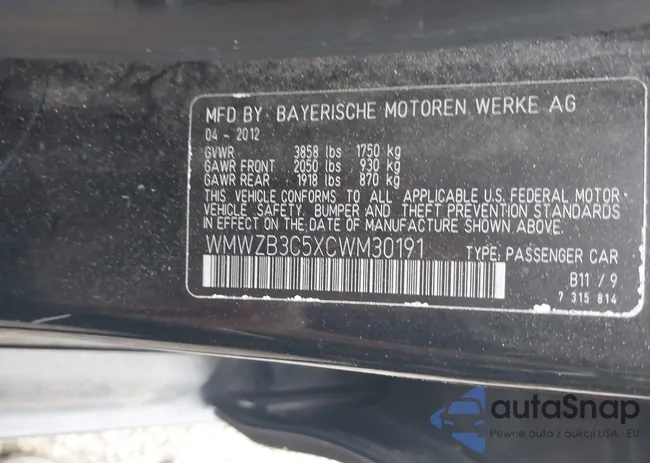 MFD BY: BAYERISCHE MOTOREN WERKE AG
04 - 2012
GVWR 3858 lbs 1750 kg
GAWR FRONT 2050 lbs 930 kg
GAWR REAR 1918 lbs 870 kg
THIS VEHICLE CONFORMS TO ALL APPLICABLE U.S. FEDERAL MOTOR-
VEHICLE SAFETY, BUMPER AND THEFT PREVENTION STANDARDS
IN EFFECT ON THE DATE OF MANUFACTURE SHOWN ABOVE.
WMWZB3C5XCWM30191 TYPE: PASSENGER CAR
B11 / 9
7 315 814
autoSnap
Pewne auta z aukcji USA - EU